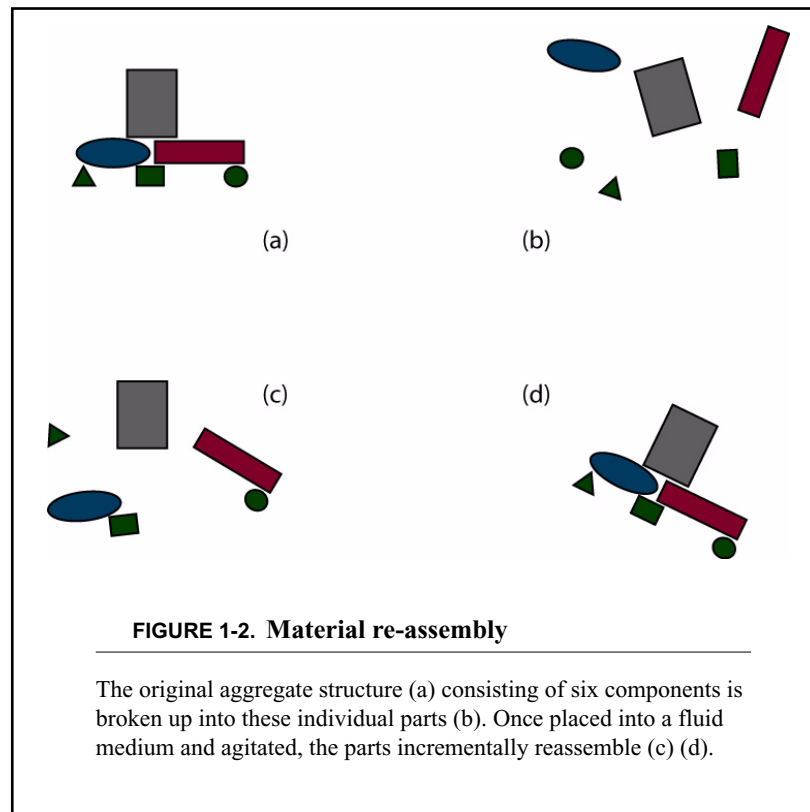 (a)
(b)
(c)
(d)
FIGURE 1-2. Material re-assembly
The original aggregate structure (a) consisting of six components is
broken up into these individual parts (b). Once placed into a fluid
medium and agitated, the parts incrementally reassemble (c) (d).